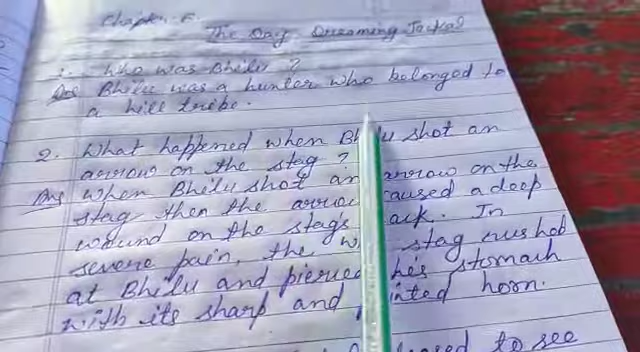 Chapter-5.
The Day-Dreaming Jackal
1. Who was Bhilu?
Ans Bhilu was a hunter who belonged to
a hill tribe.
2. What happened when Bhilu shot an
arrow on the stag?
Ans When Bhilu shot an arrow on the
stag then the arrow caused a deep
wound on the stag's back. In
severe pain, the w stag rushed
at Bhilu and pierced his stomach
with its sharp and pointed horn.
to see